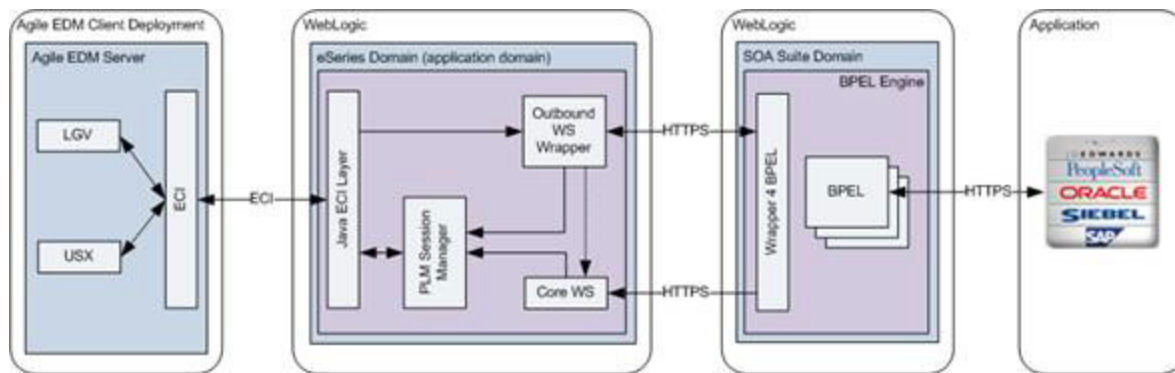 Agile EDM Client Deployment
Agile EDM Server
LGV
USX
ECI
ECI
WebLogic
eSeries Domain (application domain)
Java ECI Layer
Outbound
WS
Wrapper
PLM Session
Manager
Core WS
HTTPS
HTTPS
WebLogic
SOA Suite Domain
BPEL Engine
Wrapper 4 BPEL
BPEL
HTTPS
Application
EDWARDS
PeopleSoft
ORACLE
SIEBEL
SAP